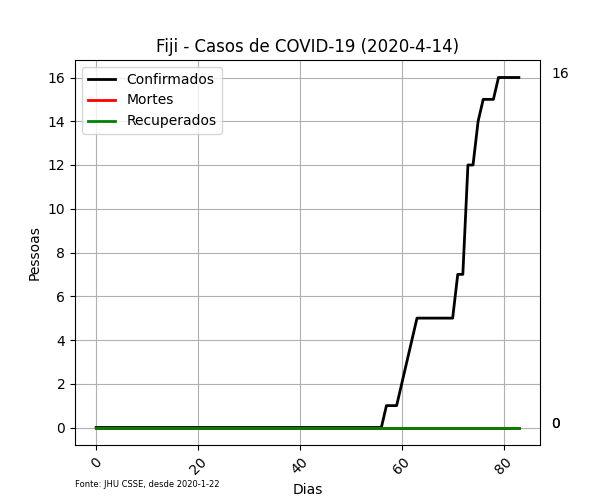 Fiji - Casos de COVID-19 (2020-4-14)
Confirmados
Mortes
Recuperados
16
14
12
10
8
6
4
2
0
Pessoas
16
0
0 20 40 60 80
Dias
Fonte: JHU CSSE, desde 2020-1-22